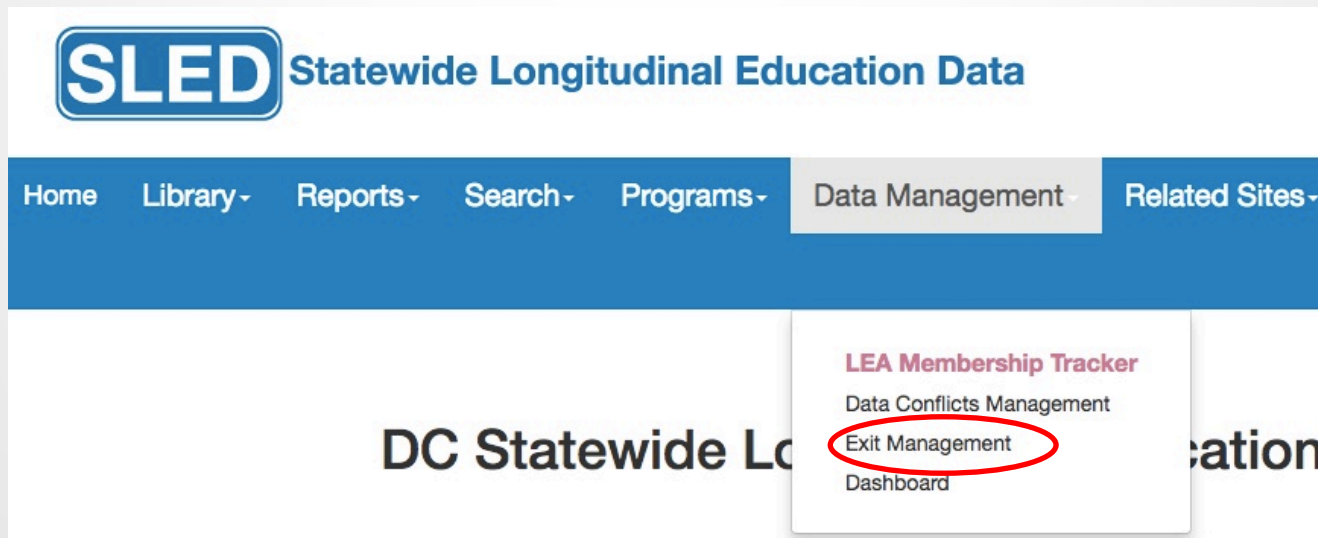 SLED Statewide Longitudinal Education Data
Home Library Reports Search Programs Data Management Related Sites
LEA Membership Tracker
Data Conflicts Management
Exit Management
Dashboard
DC Statewide